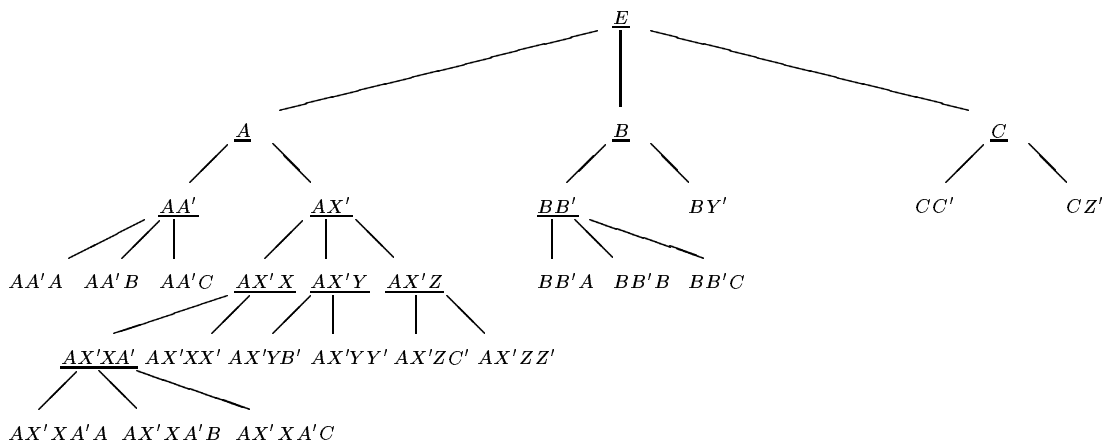 E
A B C
AA′ AX′ BB′ BY′ CC′ CZ′
AA′A AA′B AA′C AX′X AX′Y AX′Z BB′A BB′B BB′C
AX′XA′ AX′XX′ AX′YB′ AX′YY′ AX′ZC′ AX′ZZ′
AX′XA′A AX′XA′B AX′XA′C